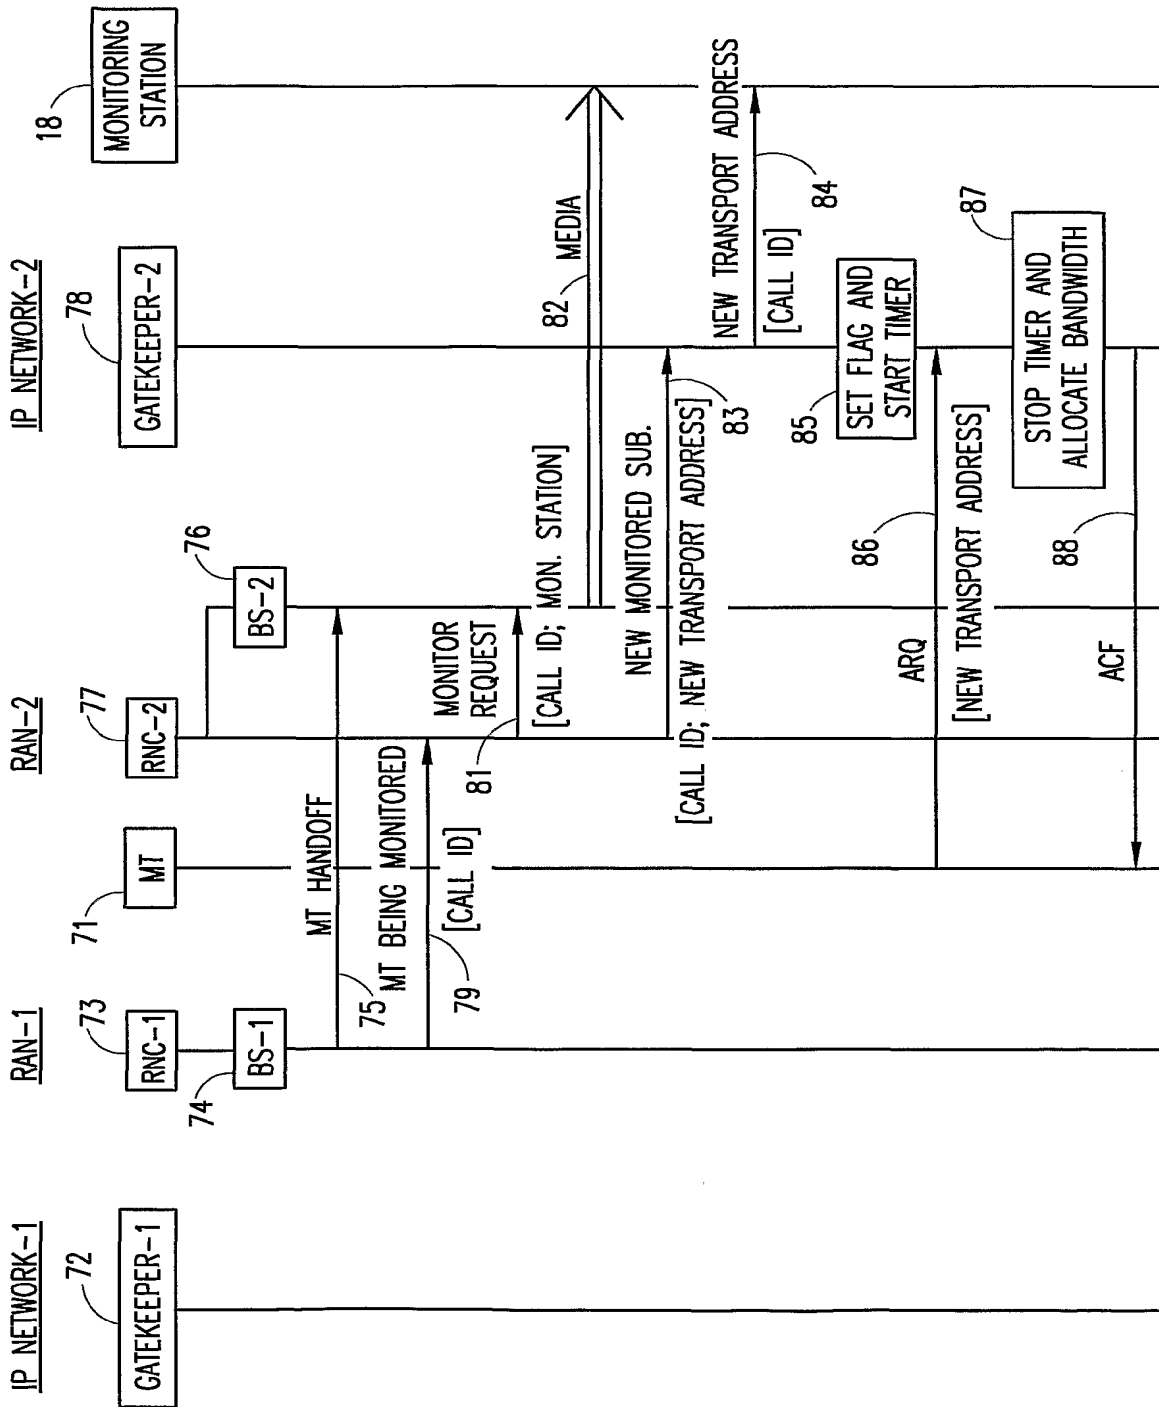 IP NETWORK-1
RAN-1
RAN-2
IP NETWORK-2
72
GATEKEEPER-1
73
RNC-1
74
BS-1
71
MT
77
RNC-2
76
BS-2
78
GATEKEEPER-2
18
MONITORING
STATION
MT HANDOFF
75
MT BEING MONITORED
[CALL ID]
79
MONITOR
REQUEST
81
[CALL ID; MON. STATION]
82
MEDIA
NEW MONITORED SUB.
[CALL ID; NEW TRANSPORT ADDRESS]
83
NEW TRANSPORT ADDRESS
[CALL ID]
84
85
SET FLAG AND
START TIMER
ARQ
86
[NEW TRANSPORT ADDRESS]
87
STOP TIMER AND
ALLOCATE BANDWIDTH
ACF
88